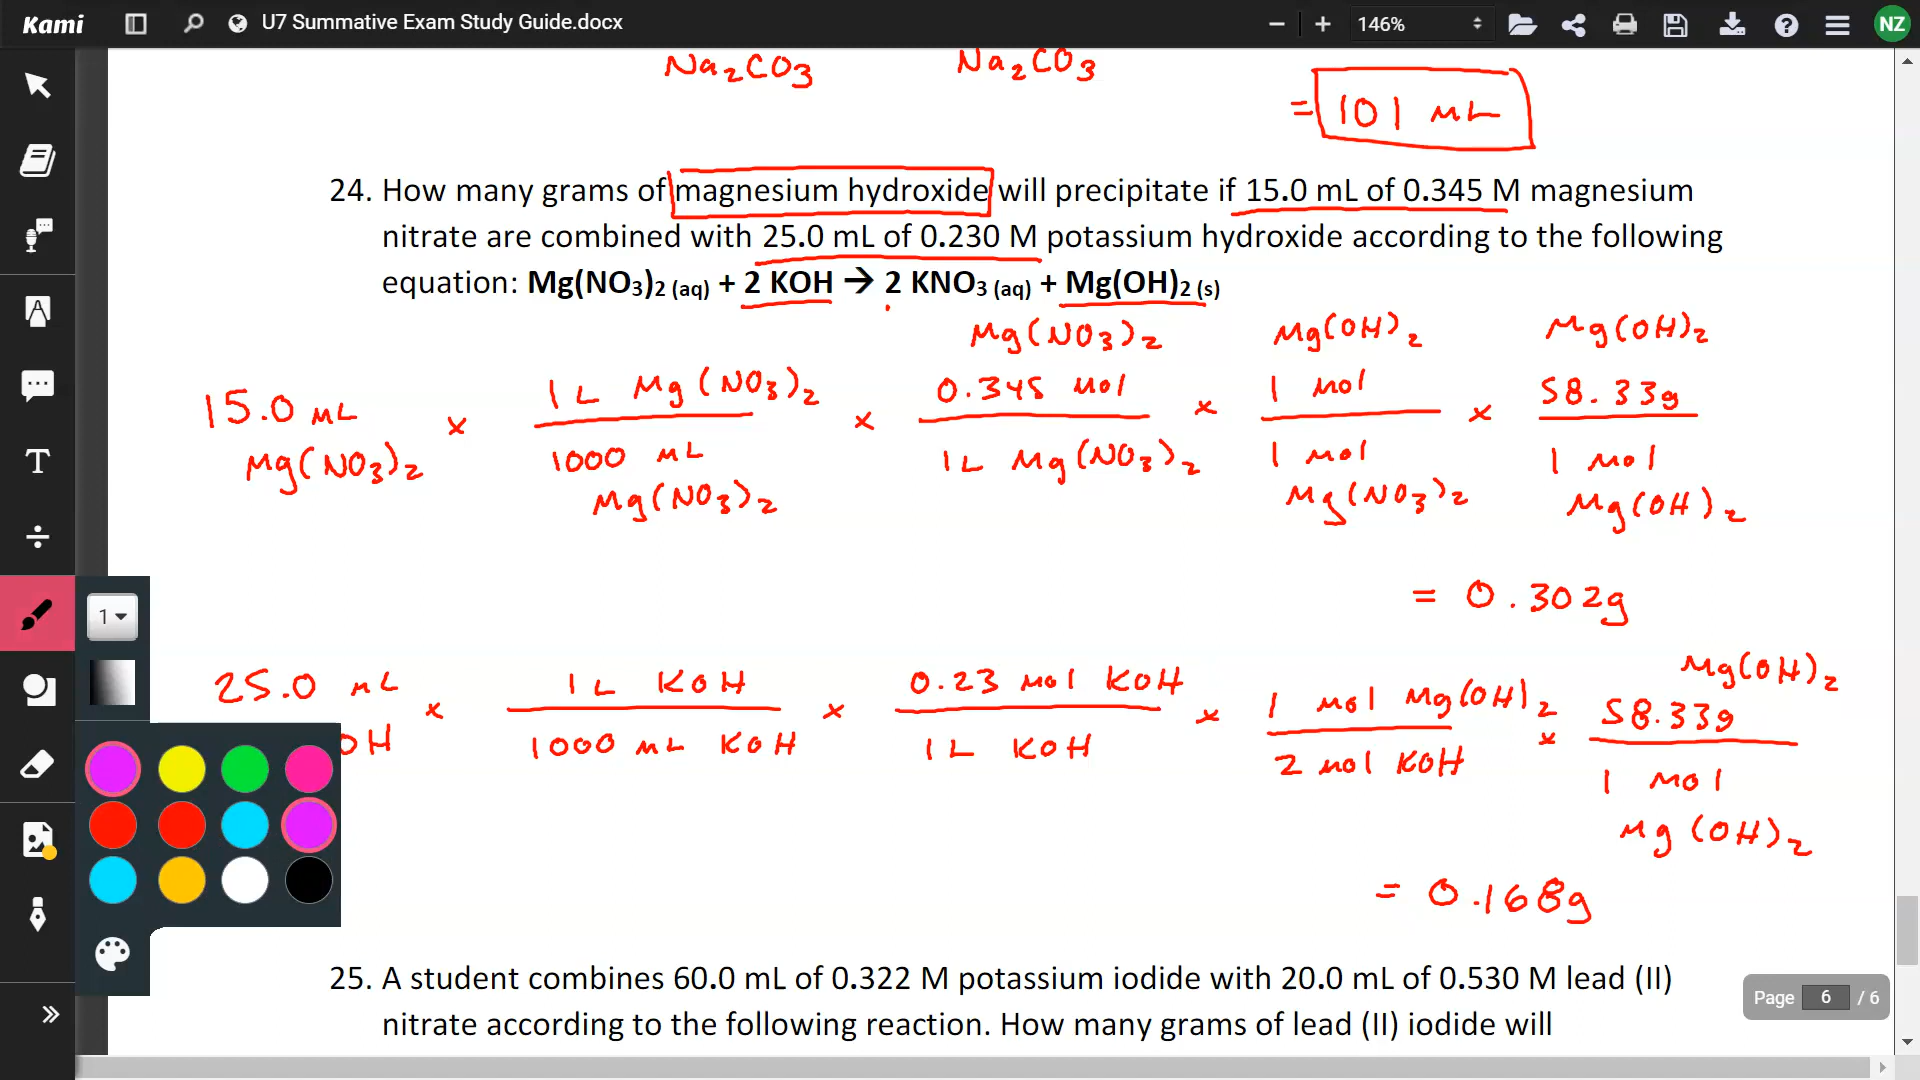 Kami U7 Summative Exam Study Guide.docx 146% NZ
Na₂CO₃ Na₂CO₃
= 101 mL
24. How many grams of magnesium hydroxide will precipitate if 15.0 mL of 0.345 M magnesium
nitrate are combined with 25.0 mL of 0.230 M potassium hydroxide according to the following
equation: Mg(NO₃)₂ (aq) + 2 KOH → 2 KNO₃ (aq) + Mg(OH)₂ (s)
Mg(NO₃)₂ Mg(OH)₂ Mg(OH)₂
15.0 mL × 1 L Mg(NO₃)₂ × 0.345 mol × 1 mol × 58.33g
Mg(NO₃)₂ 1000 mL 1 L Mg(NO₃)₂ 1 mol 1 mol
Mg(NO₃)₂ Mg(NO₃)₂ Mg(OH)₂
= 0.302g
Mg(OH)₂
25.0 mL × 1 L KOH × 0.23 mol KOH × 1 mol Mg(OH)₂ × 58.33g
OH 1000 mL KOH 1 L KOH 2 mol KOH 1 mol
Mg(OH)₂
= 0.168g
25. A student combines 60.0 mL of 0.322 M potassium iodide with 20.0 mL of 0.530 M lead (II)
nitrate according to the following reaction. How many grams of lead (II) iodide will
1
Page 6 / 6